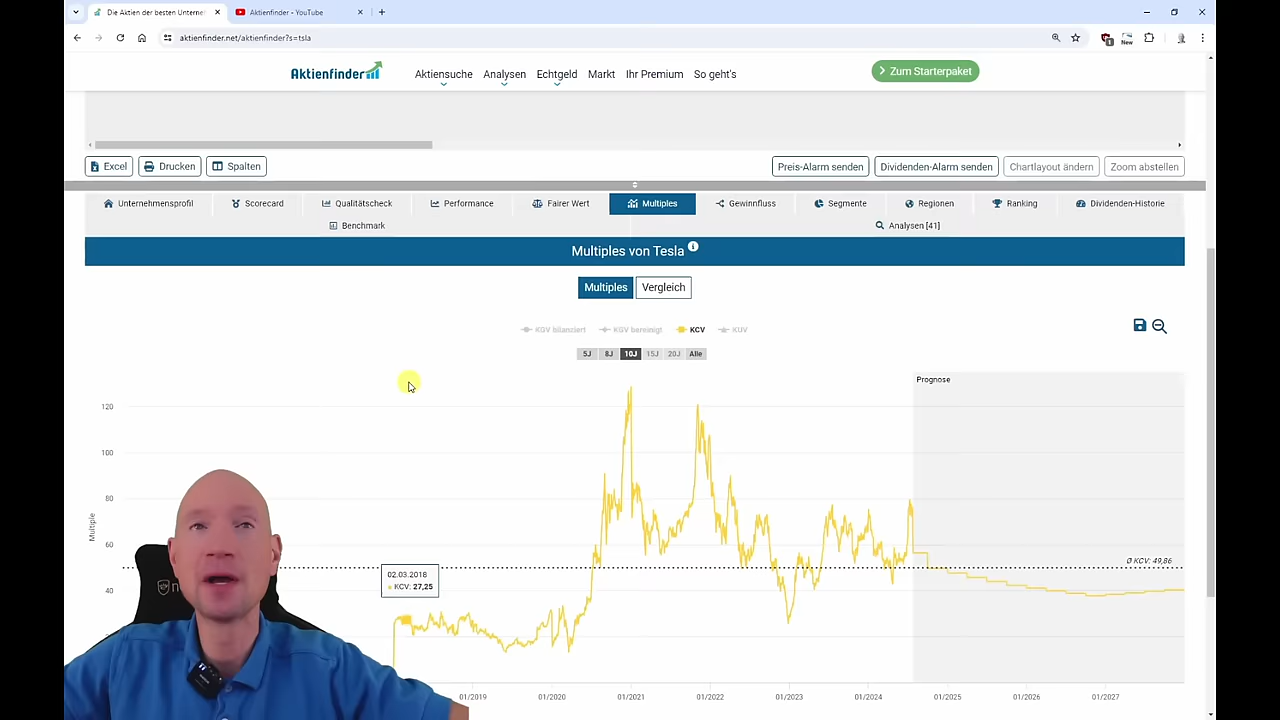 Die Aktien der besten Unterne
Aktienfinder - YouTube
aktienfinder.net/aktienfinder?s=tsla
New
Aktienfinder
Aktiensuche Analysen Echtgeld Markt Ihr Premium So geht's
Zum Starterpaket
Excel Drucken Spalten
Preis-Alarm senden Dividenden-Alarm senden Chartlayout ändern Zoom abstellen
Unternehmensprofil Scorecard Qualitätscheck Performance Fairer Wert Multiples Gewinnfluss Segmente Regionen Ranking Dividenden-Historie
Benchmark Analysen [41]
Multiples von Tesla
Multiples Vergleich
KGV bilanziert KGV bereinigt KCV KUV
5J 8J 10J 15J 20J Alle
Prognose
120
100
80
60
40
Multiple
Ø KCV: 49,86
02.03.2018
KCV: 27,25
01/2019 01/2020 01/2021 01/2022 01/2023 01/2024 01/2025 01/2026 01/2027